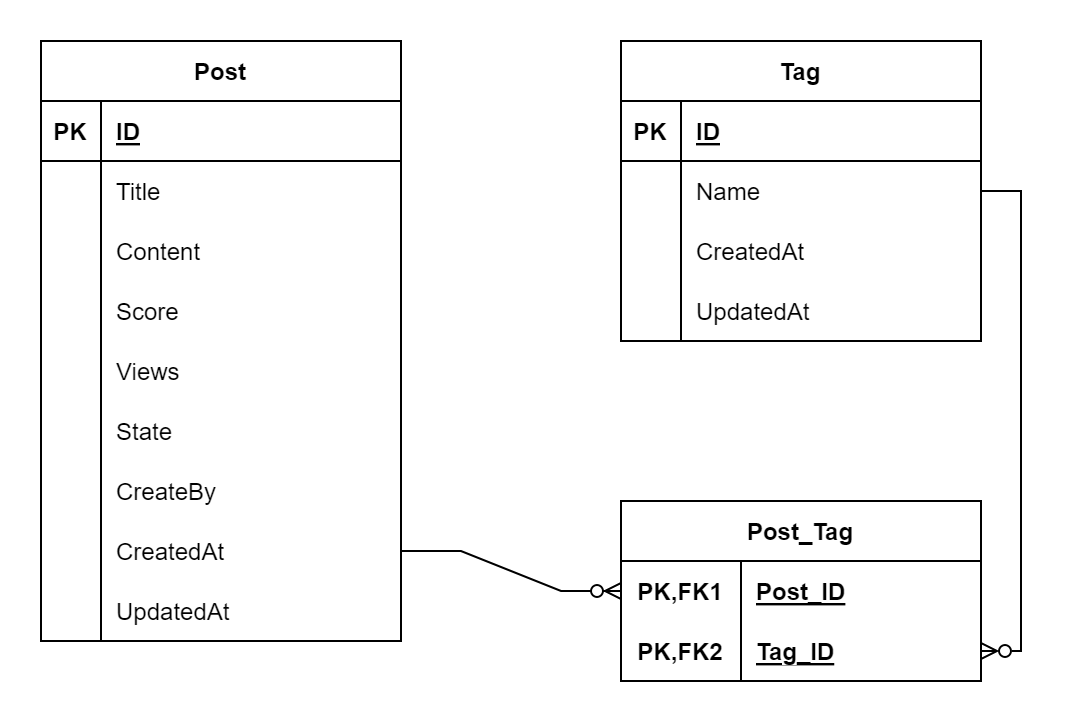 Post
PK ID
Title
Content
Score
Views
State
CreateBy
CreatedAt
UpdatedAt
Tag
PK ID
Name
CreatedAt
UpdatedAt
Post_Tag
PK,FK1 Post_ID
PK,FK2 Tag_ID